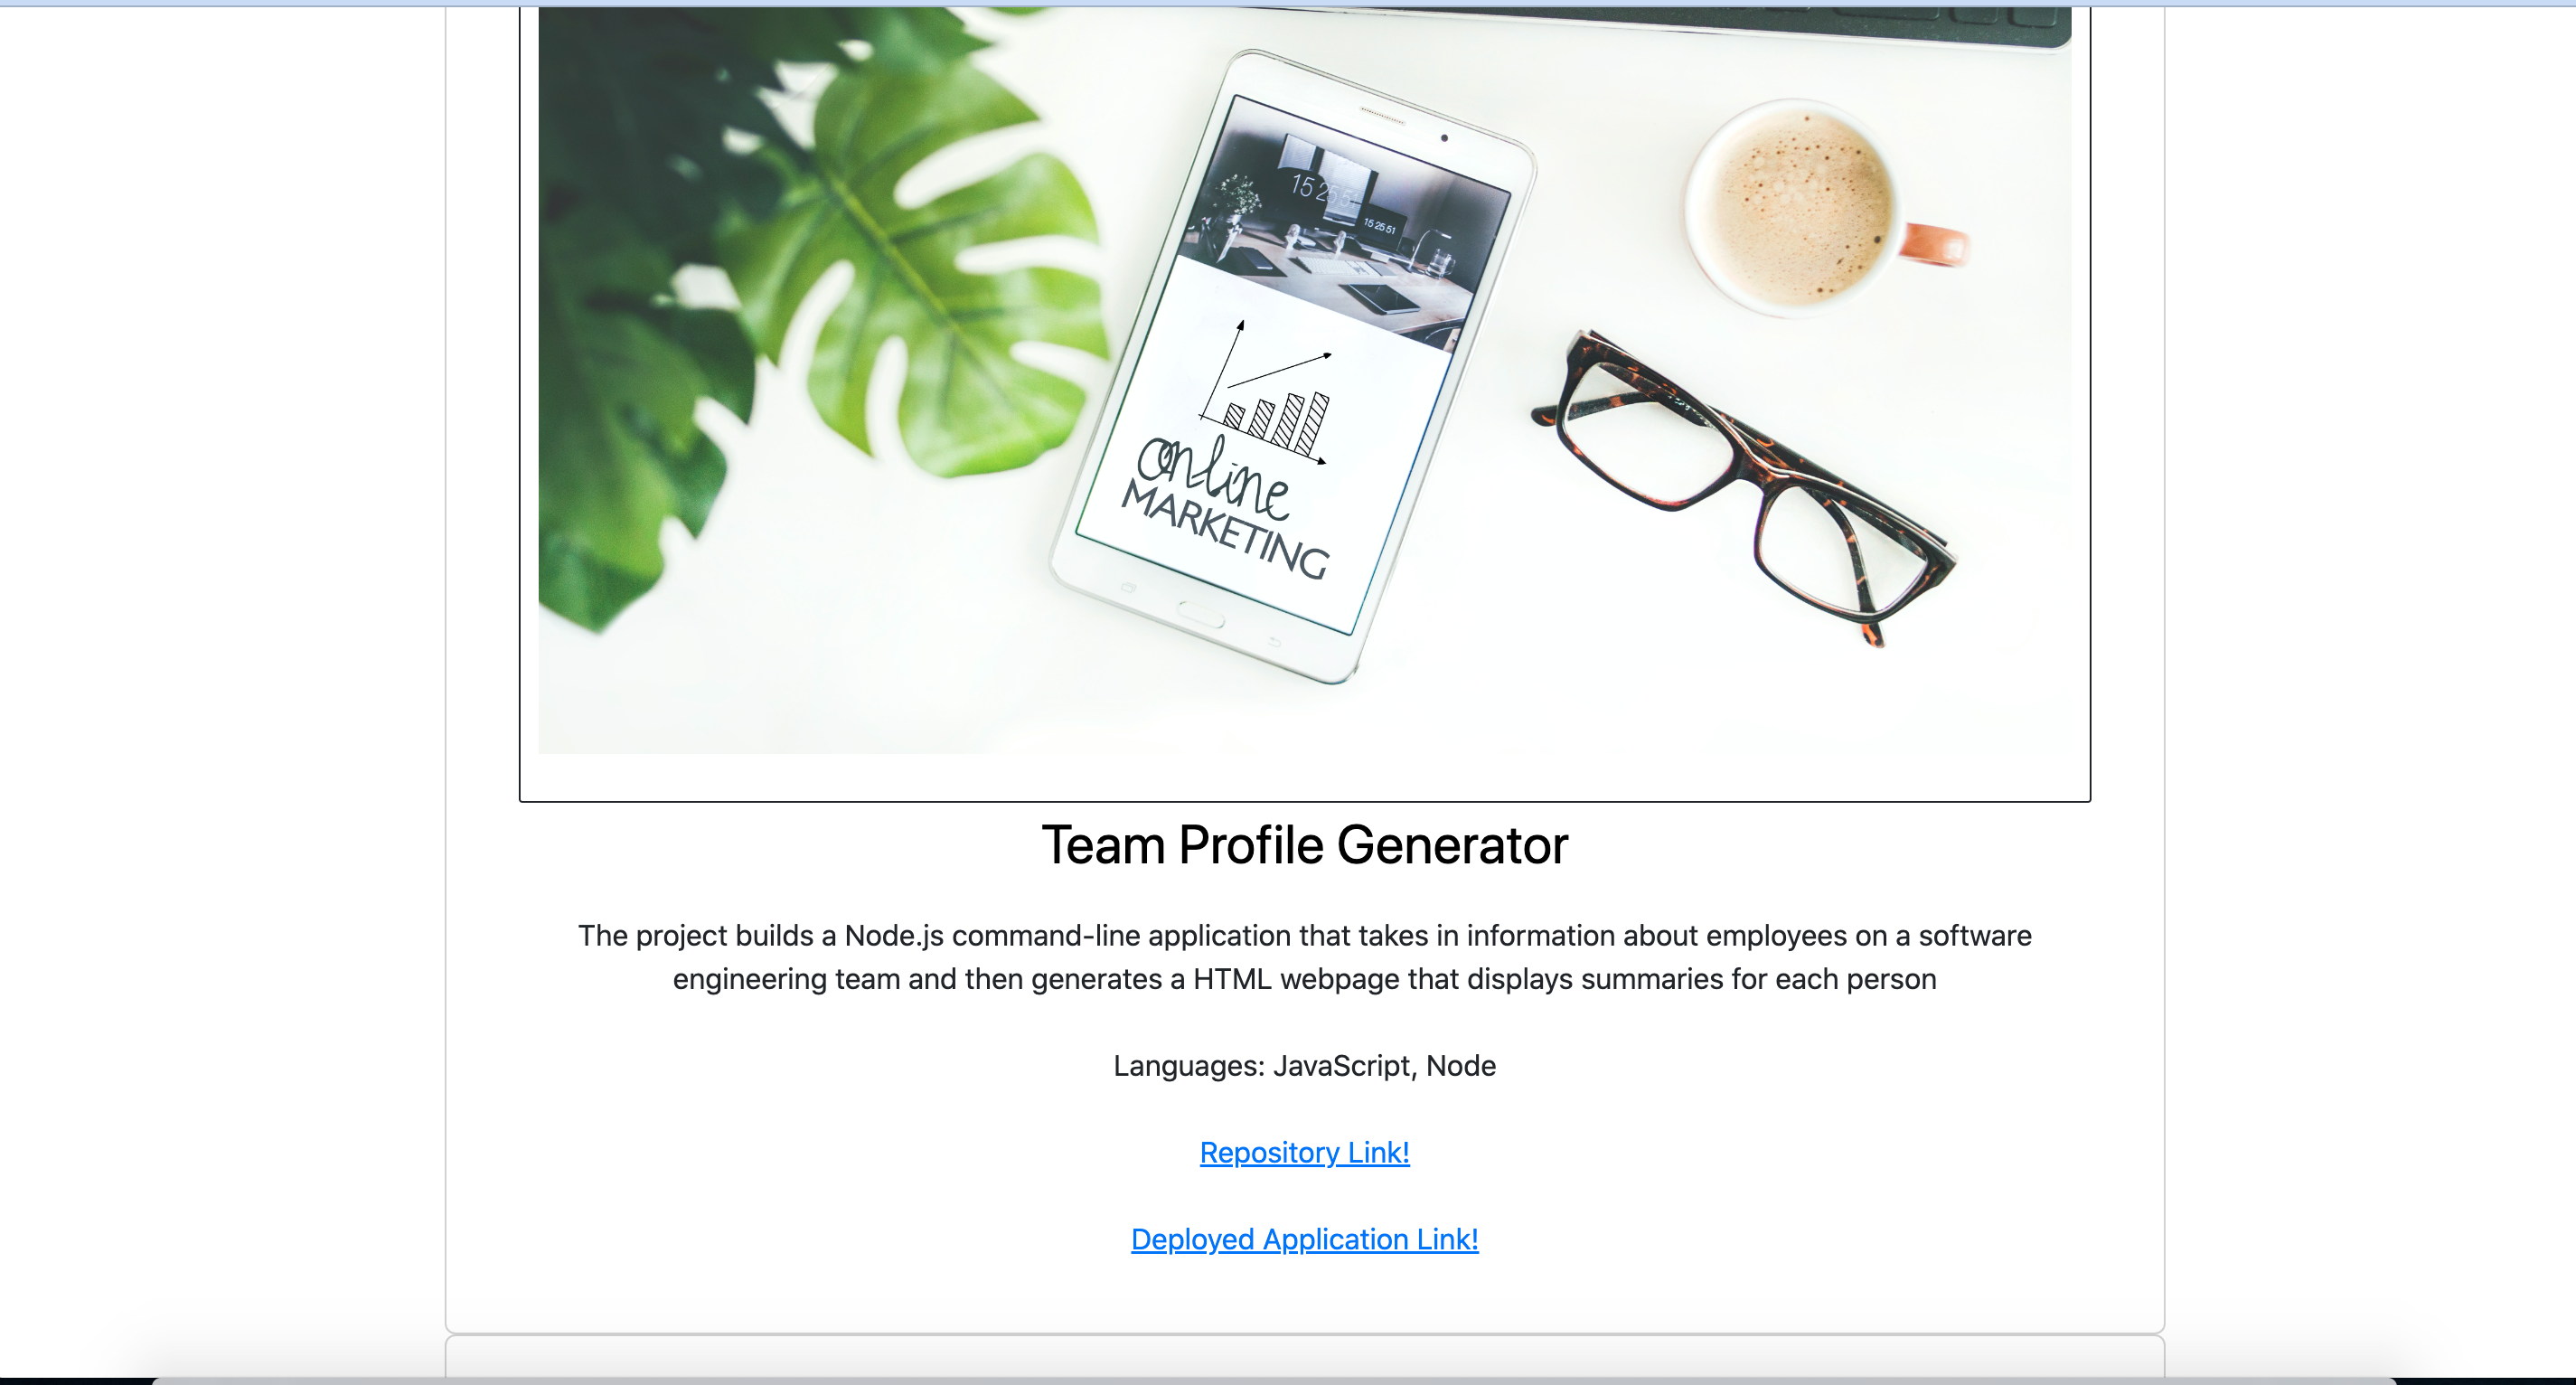 15 25 51
15 25 51
online
MARKETING
Team Profile Generator
The project builds a Node.js command-line application that takes in information about employees on a software
engineering team and then generates a HTML webpage that displays summaries for each person
Languages: JavaScript, Node
Repository Link!
Deployed Application Link!